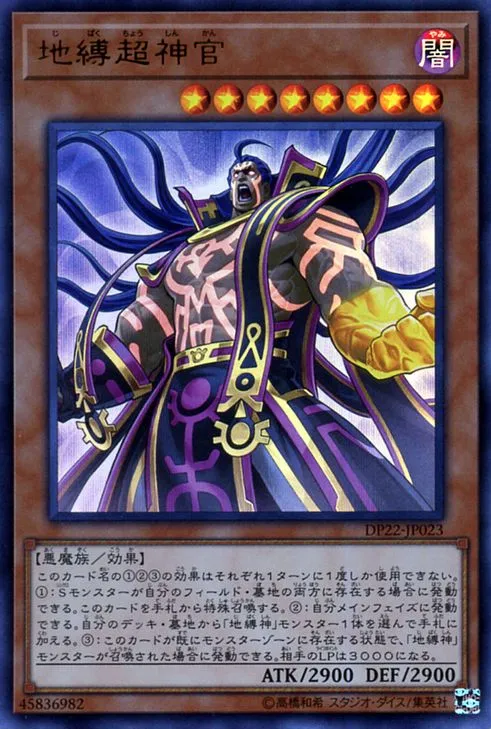 地縛超神官
闇
DP22-JP023
【悪魔族／効果】
このカード名の①②③の効果はそれぞれ1ターンに1度しか使用できない。
①：Sモンスターが自分のフィールド・墓地の両方に存在する場合に発動
できる。このカードを手札から特殊召喚する。②：自分メインフェイズに発動
できる。自分のデッキ・墓地から「地縛神」モンスター1体を選んで手札に
加える。③：このカードが既にモンスターゾーンに存在する状態で、「地縛神」
モンスターが召喚された場合に発動できる。相手のLPは3000になる。
ATK/2900 DEF/2900
45836982
©高橋和希 スタジオ・ダイス/集英社